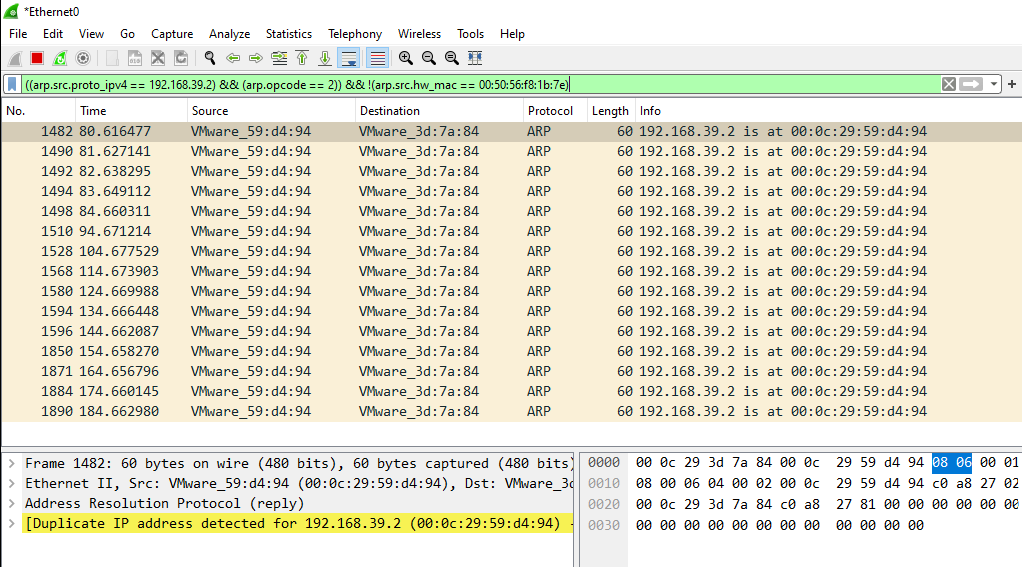 *Ethernet0
File Edit View Go Capture Analyze Statistics Telephony Wireless Tools Help
((arp.src.proto_ipv4 == 192.168.39.2) && (arp.opcode == 2)) && !(arp.src.hw_mac == 00:50:56:f8:1b:7e)
No. Time Source Destination Protocol Length Info
1482 80.616477 VMware_59:d4:94 VMware_3d:7a:84 ARP 60 192.168.39.2 is at 00:0c:29:59:d4:94
1490 81.627141 VMware_59:d4:94 VMware_3d:7a:84 ARP 60 192.168.39.2 is at 00:0c:29:59:d4:94
1492 82.638295 VMware_59:d4:94 VMware_3d:7a:84 ARP 60 192.168.39.2 is at 00:0c:29:59:d4:94
1494 83.649112 VMware_59:d4:94 VMware_3d:7a:84 ARP 60 192.168.39.2 is at 00:0c:29:59:d4:94
1498 84.660311 VMware_59:d4:94 VMware_3d:7a:84 ARP 60 192.168.39.2 is at 00:0c:29:59:d4:94
1510 94.671214 VMware_59:d4:94 VMware_3d:7a:84 ARP 60 192.168.39.2 is at 00:0c:29:59:d4:94
1528 104.677529 VMware_59:d4:94 VMware_3d:7a:84 ARP 60 192.168.39.2 is at 00:0c:29:59:d4:94
1568 114.673903 VMware_59:d4:94 VMware_3d:7a:84 ARP 60 192.168.39.2 is at 00:0c:29:59:d4:94
1580 124.669988 VMware_59:d4:94 VMware_3d:7a:84 ARP 60 192.168.39.2 is at 00:0c:29:59:d4:94
1594 134.666448 VMware_59:d4:94 VMware_3d:7a:84 ARP 60 192.168.39.2 is at 00:0c:29:59:d4:94
1596 144.662087 VMware_59:d4:94 VMware_3d:7a:84 ARP 60 192.168.39.2 is at 00:0c:29:59:d4:94
1850 154.658270 VMware_59:d4:94 VMware_3d:7a:84 ARP 60 192.168.39.2 is at 00:0c:29:59:d4:94
1871 164.656796 VMware_59:d4:94 VMware_3d:7a:84 ARP 60 192.168.39.2 is at 00:0c:29:59:d4:94
1884 174.660145 VMware_59:d4:94 VMware_3d:7a:84 ARP 60 192.168.39.2 is at 00:0c:29:59:d4:94
1890 184.662980 VMware_59:d4:94 VMware_3d:7a:84 ARP 60 192.168.39.2 is at 00:0c:29:59:d4:94
Frame 1482: 60 bytes on wire (480 bits), 60 bytes captured (480 bits)
Ethernet II, Src: VMware_59:d4:94 (00:0c:29:59:d4:94), Dst: VMware_3d
Address Resolution Protocol (reply)
[Duplicate IP address detected for 192.168.39.2 (00:0c:29:59:d4:94) -
0000 00 0c 29 3d 7a 84 00 0c 29 59 d4 94 08 06 00 01
0010 08 00 06 04 00 02 00 0c 29 59 d4 94 c0 a8 27 02
0020 00 0c 29 3d 7a 84 c0 a8 27 81 00 00 00 00 00 00
0030 00 00 00 00 00 00 00 00 00 00 00 00